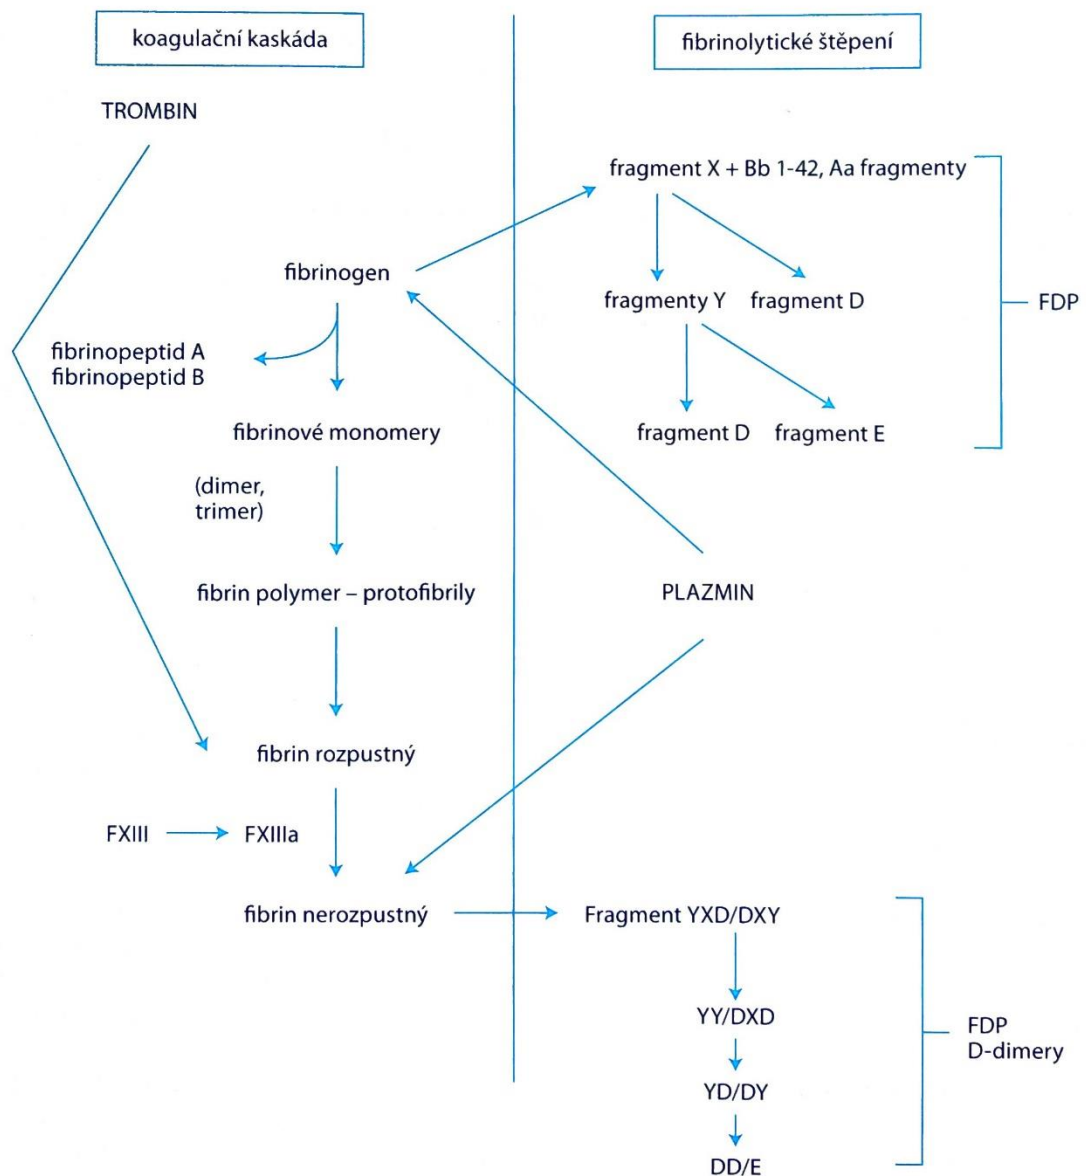 koagulační kaskáda
fibrinolytické štěpení
TROMBIN
fragment X + Bb 1-42, Aa fragmenty
fibrinogen
fragmenty Y
fragment D
FDP
fibrinopeptid A
fibrinopeptid B
fibrinové monomery
fragment D
fragment E
(dimer,
trimer)
fibrin polymer – protofibrily
PLAZMIN
fibrin rozpustný
FXIII
FXIIIa
fibrin nerozpustný
Fragment YXD/DXY
YY/DXD
FDP
D-dimery
YD/DY
DD/E